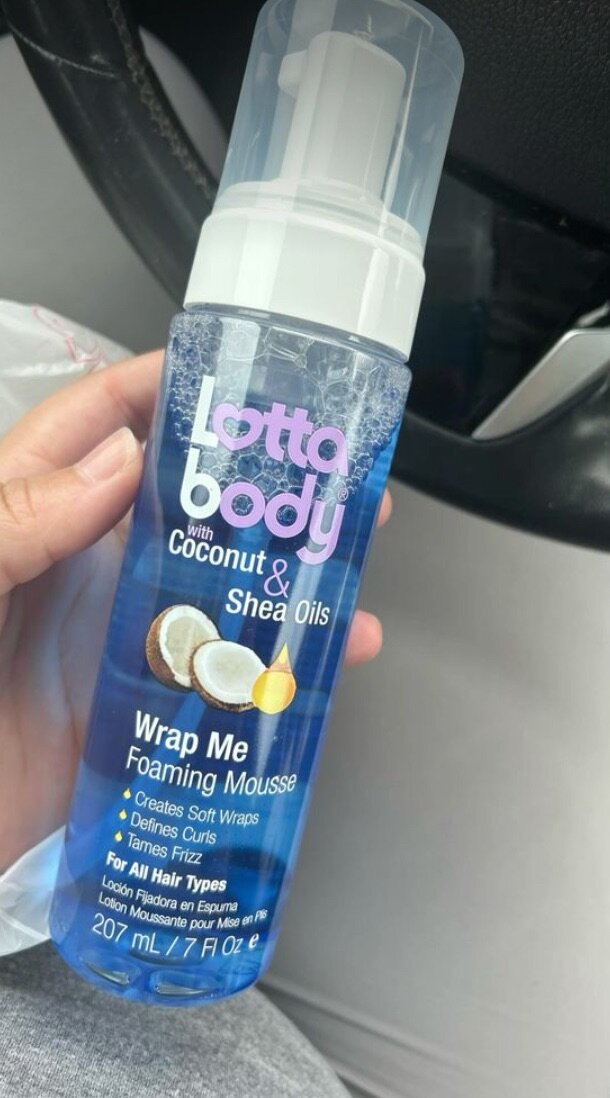 Lotta
body®
with
Coconut
&
Shea Oils
Wrap Me
Foaming Mousse
Creates Soft Wraps
Defines Curls
Tames Frizz
For All Hair Types
Loción Fijadora en Espuma
Lotion Moussante pour Mise en Plis
207 mL / 7 Fl Oz e